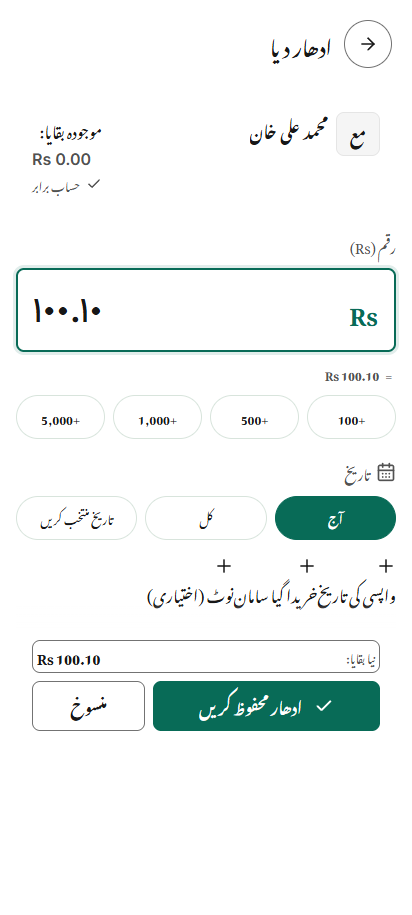 ادھار دیا
مع
محمد علی خان
موجودہ بقایا:
Rs 0.00
حساب برابر
رقم (Rs)
Rs
۱۰۰.۱۰
= Rs 100.10
+100
+500
+1,000
+5,000
تاریخ
آج
کل
تاریخ منتخب کریں
واپسی کی تاریخ
خریدا گیا سامان
نوٹ (اختیاری)
نیا بقایا:
Rs 100.10
ادھار محفوظ کریں
منسوخ